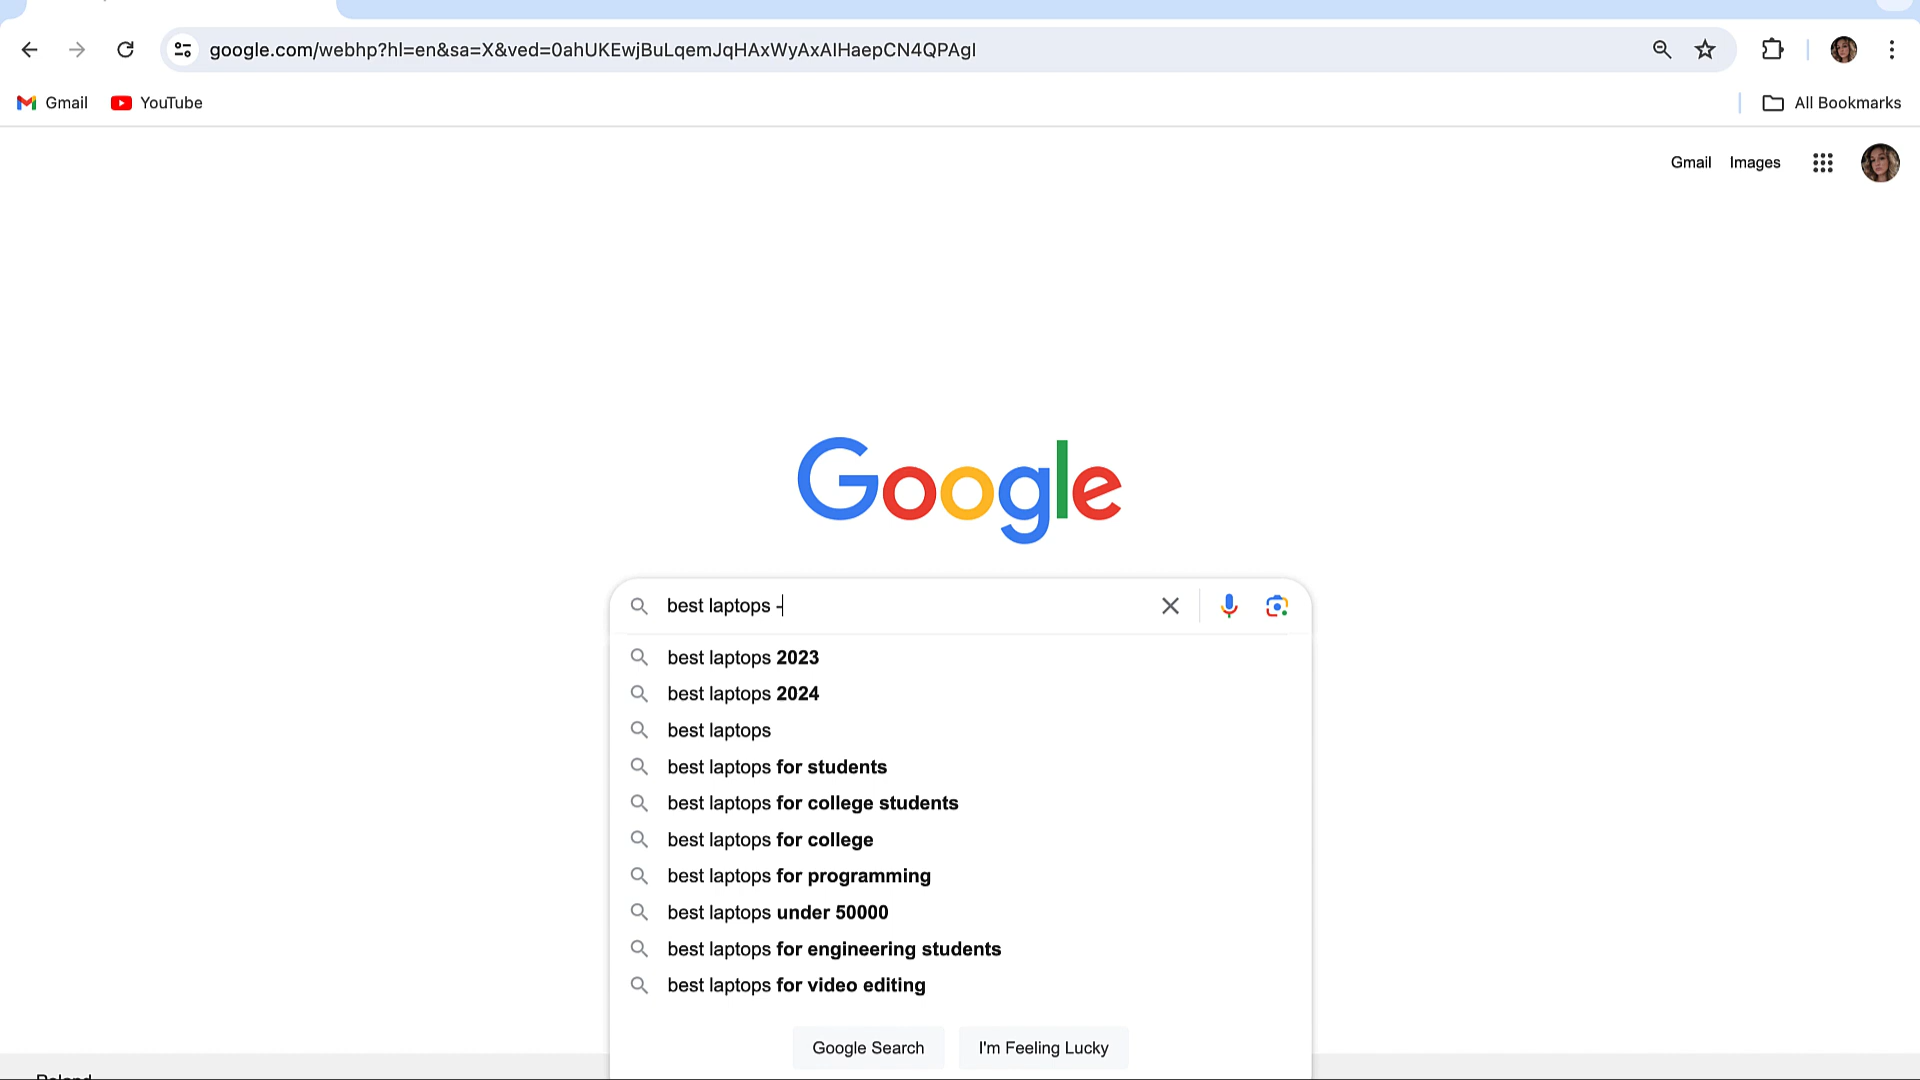 google.com/webhp?hl=en&sa=X&ved=0ahUKEwjBuLqemJqHAxWyAxAIHaepCN4QPAgI
Gmail YouTube All Bookmarks
Gmail Images
Google
best laptops -
best laptops 2023
best laptops 2024
best laptops
best laptops for students
best laptops for college students
best laptops for college
best laptops for programming
best laptops under 50000
best laptops for engineering students
best laptops for video editing
Google Search I'm Feeling Lucky
Poland